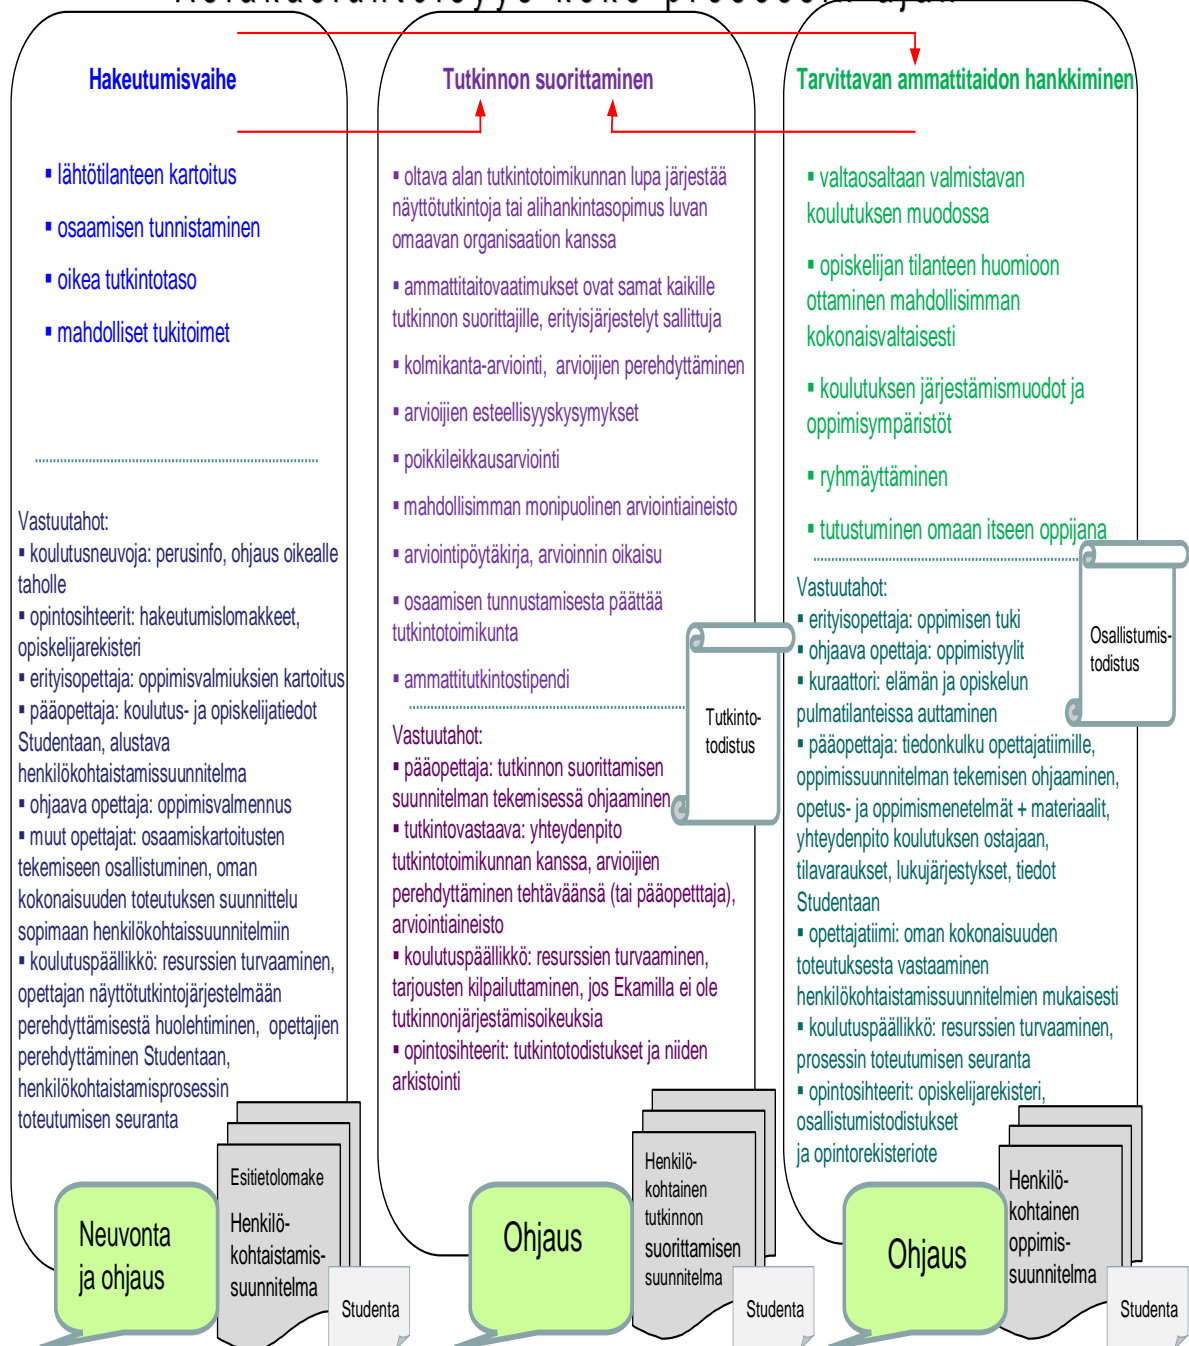 Hakeutumisvaihe
▪ lähtötilanteen kartoitus
▪ osaamisen tunnistaminen
▪ oikea tutkintotaso
▪ mahdolliset tukitoimet
Vastuutahot:
▪ koulutusneuvoja: perusinfo, ohjaus oikealle
taholle
▪ opintosihteerit: hakeutumislomakkeet,
opiskelijarekisteri
▪ erityisopettaja: oppimisvalmiuksien kartoitus
▪ pääopettaja: koulutus- ja opiskelijatiedot
Studentaan, alustava
henkilökohtaistamissuunnitelma
▪ ohjaava opettaja: oppimisvalmennus
▪ muut opettajat: osaamiskartoitusten
tekemiseen osallistuminen, oman
kokonaisuuden toteutuksen suunnittelu
sopimaan henkilökohtaissuunnitelmiin
▪ koulutuspäällikkö: resurssien turvaaminen,
opettajan näyttötutkintojärjestelmään
perehdyttämisestä huolehtiminen, opettajien
perehdyttäminen Studentaan,
henkilökohtaistamisprosessin
toteutumisen seuranta
Neuvonta
ja ohjaus
Esitietolomake
Henkilö-
kohtaistamis-
suunnitelma
Studenta
Tutkinnon suorittaminen
▪ oltava alan tutkintotoimikunnan lupa järjestää
näyttötutkintoja tai alihankintasopimus luvan
omaavan organisaation kanssa
▪ ammattitaitovaatimukset ovat samat kaikille
tutkinnon suorittajille, erityisjärjestelyt sallittuja
▪ kolmikanta-arviointi, arvioijien perehdyttäminen
▪ arvioijien esteellisyyskysymykset
▪ poikkileikkausarviointi
▪ mahdollisimman monipuolinen arviointiaineisto
▪ arviointipöytäkirja, arvioinnin oikaisu
▪ osaamisen tunnustamisesta päättää
tutkintotoimikunta
▪ ammattitutkintostipendi
Tutkinto-
todistus
Vastuutahot:
▪ pääopettaja: tutkinnon suorittamisen
suunnitelman tekemisessä ohjaaminen
▪ tutkintovastaava: yhteydenpito
tutkintotoimikunnan kanssa, arvioijien
perehdyttäminen tehtäväänsä (tai pääopetttaja),
arviointiaineisto
▪ koulutuspäällikkö: resurssien turvaaminen,
tarjousten kilpailuttaminen, jos Ekamilla ei ole
tutkinnonjärjestämisoikeuksia
▪ opintosihteerit: tutkintotodistukset ja niiden
arkistointi
Ohjaus
Henkilö-
kohtainen
tutkinnon
suorittamisen
suunnitelma
Studenta
Tarvittavan ammattitaidon hankkiminen
▪ valtaosaltaan valmistavan
koulutuksen muodossa
▪ opiskelijan tilanteen huomioon
ottaminen mahdollisimman
kokonaisvaltaisesti
▪ koulutuksen järjestämismuodot ja
oppimisympäristöt
▪ ryhmäyttäminen
▪ tutustuminen omaan itseen oppijana
Osallistumis-
todistus
Vastuutahot:
▪ erityisopettaja: oppimisen tuki
▪ ohjaava opettaja: oppimistyylit
▪ kuraattori: elämän ja opiskelun
pulmatilanteissa auttaminen
▪ pääopettaja: tiedonkulku opettajatiimille,
oppimissuunnitelman tekemisen ohjaaminen,
opetus- ja oppimismenetelmät + materiaalit,
yhteydenpito koulutuksen ostajaan,
tilavaraukset, lukujärjestykset, tiedot
Studentaan
▪ opettajatiimi: oman kokonaisuuden
toteutuksesta vastaaminen
henkilökohtaistamissuunnitelmien mukaisesti
▪ koulutuspäällikkö: resurssien turvaaminen,
prosessin toteutumisen seuranta
▪ opintosihteerit: opiskelijarekisteri,
osallistumistodistukset
ja opintorekisteriote
Ohjaus
Henkilö-
kohtainen
oppimis-
suunnitelma
Studenta